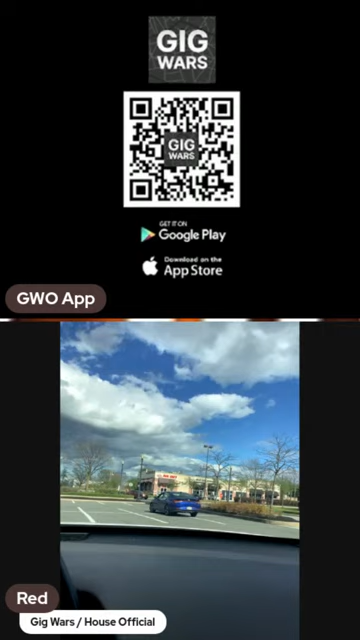 GIG
WARS
GIG
WARS
GET IT ON
Google Play
Download on the
App Store
GWO App
Red
Gig Wars / House Official